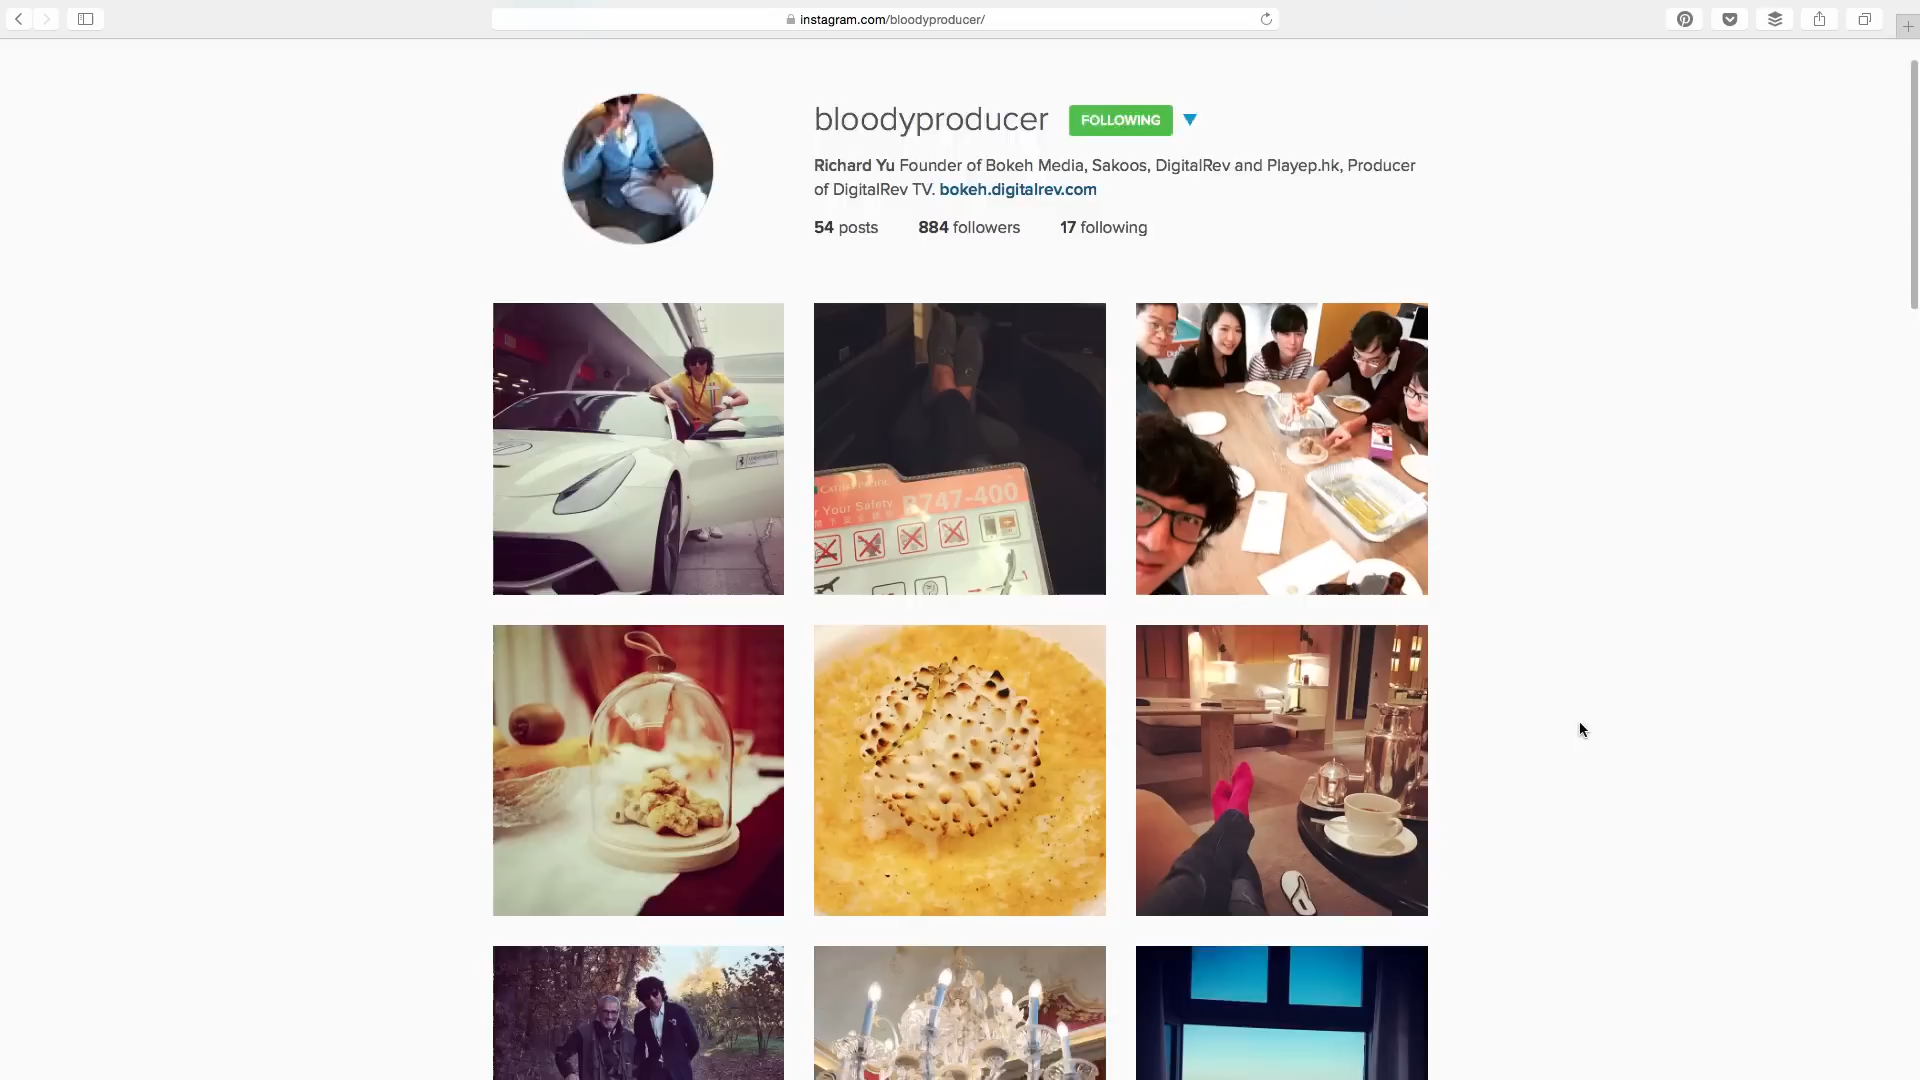 instagram.com/bloodyproducer/
bloodyproducer FOLLOWING
Richard Yu Founder of Bokeh Media, Sakoos, DigitalRev and Playep.hk, Producer
of DigitalRev TV. bokeh.digitalrev.com
54 posts 884 followers 17 following
B747-400
r Your Safety